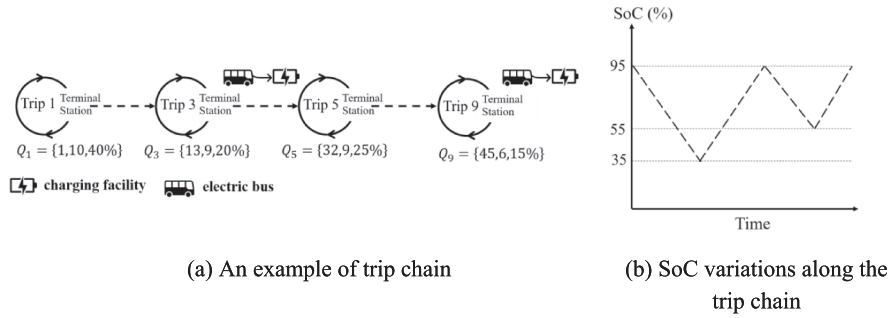 SoC (%)
95
55
35
Time
Trip 1 Terminal Station
Trip 3 Terminal Station
Trip 5 Terminal Station
Trip 9 Terminal Station
Q₁ = {1,10,40%}
Q₃ = {13,9,20%}
Q₅ = {32,9,25%}
Q₉ = {45,6,15%}
charging facility
electric bus
(a) An example of trip chain
(b) SoC variations along the
trip chain